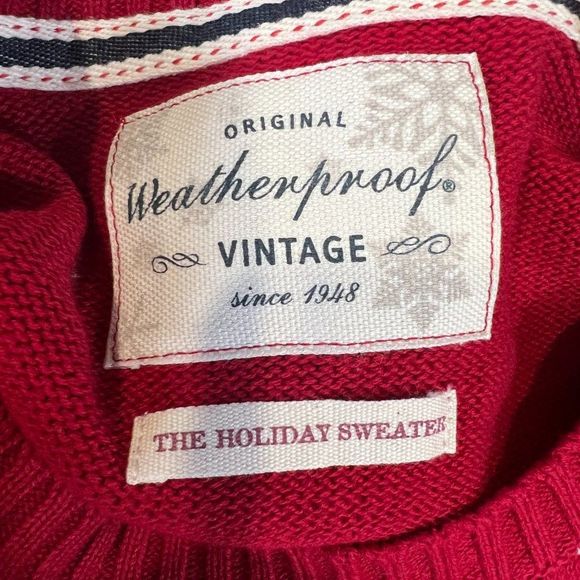 ORIGINAL
Weatherproof®
VINTAGE
since 1948
THE HOLIDAY SWEATER